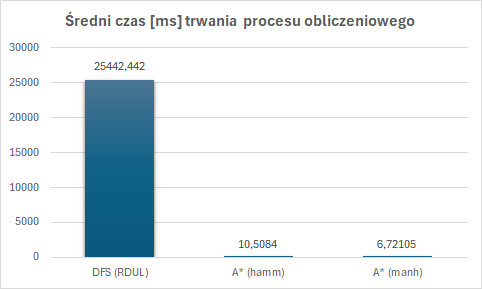 Średni czas [ms] trwania procesu obliczeniowego
30000
25000
20000
15000
10000
5000
0
25442,442
10,5084
6,72105
DFS (RDUL)
A* (hamm)
A* (manh)